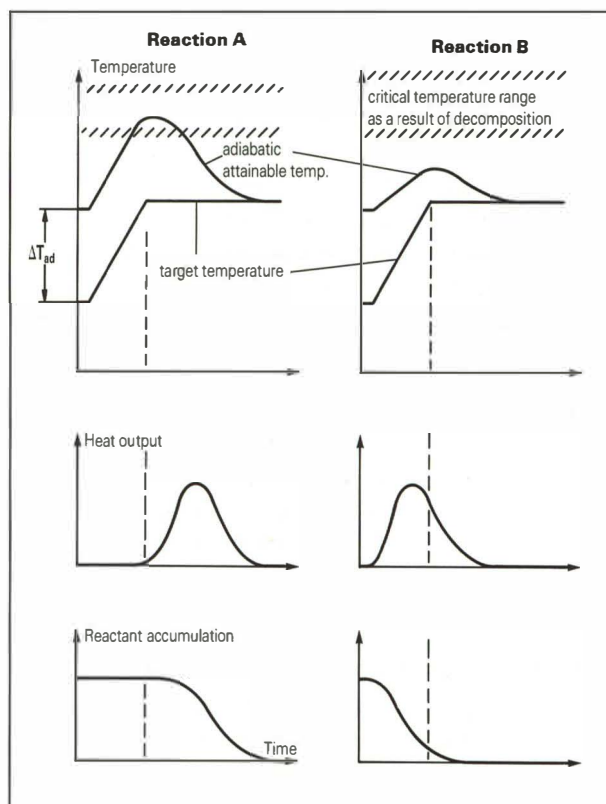 Reaction A
Reaction B
Temperature
critical temperature range
as a result of decomposition
adiabatic
attainable temp.
ΔTad
target temperature
Heat output
Reactant accumulation
Time